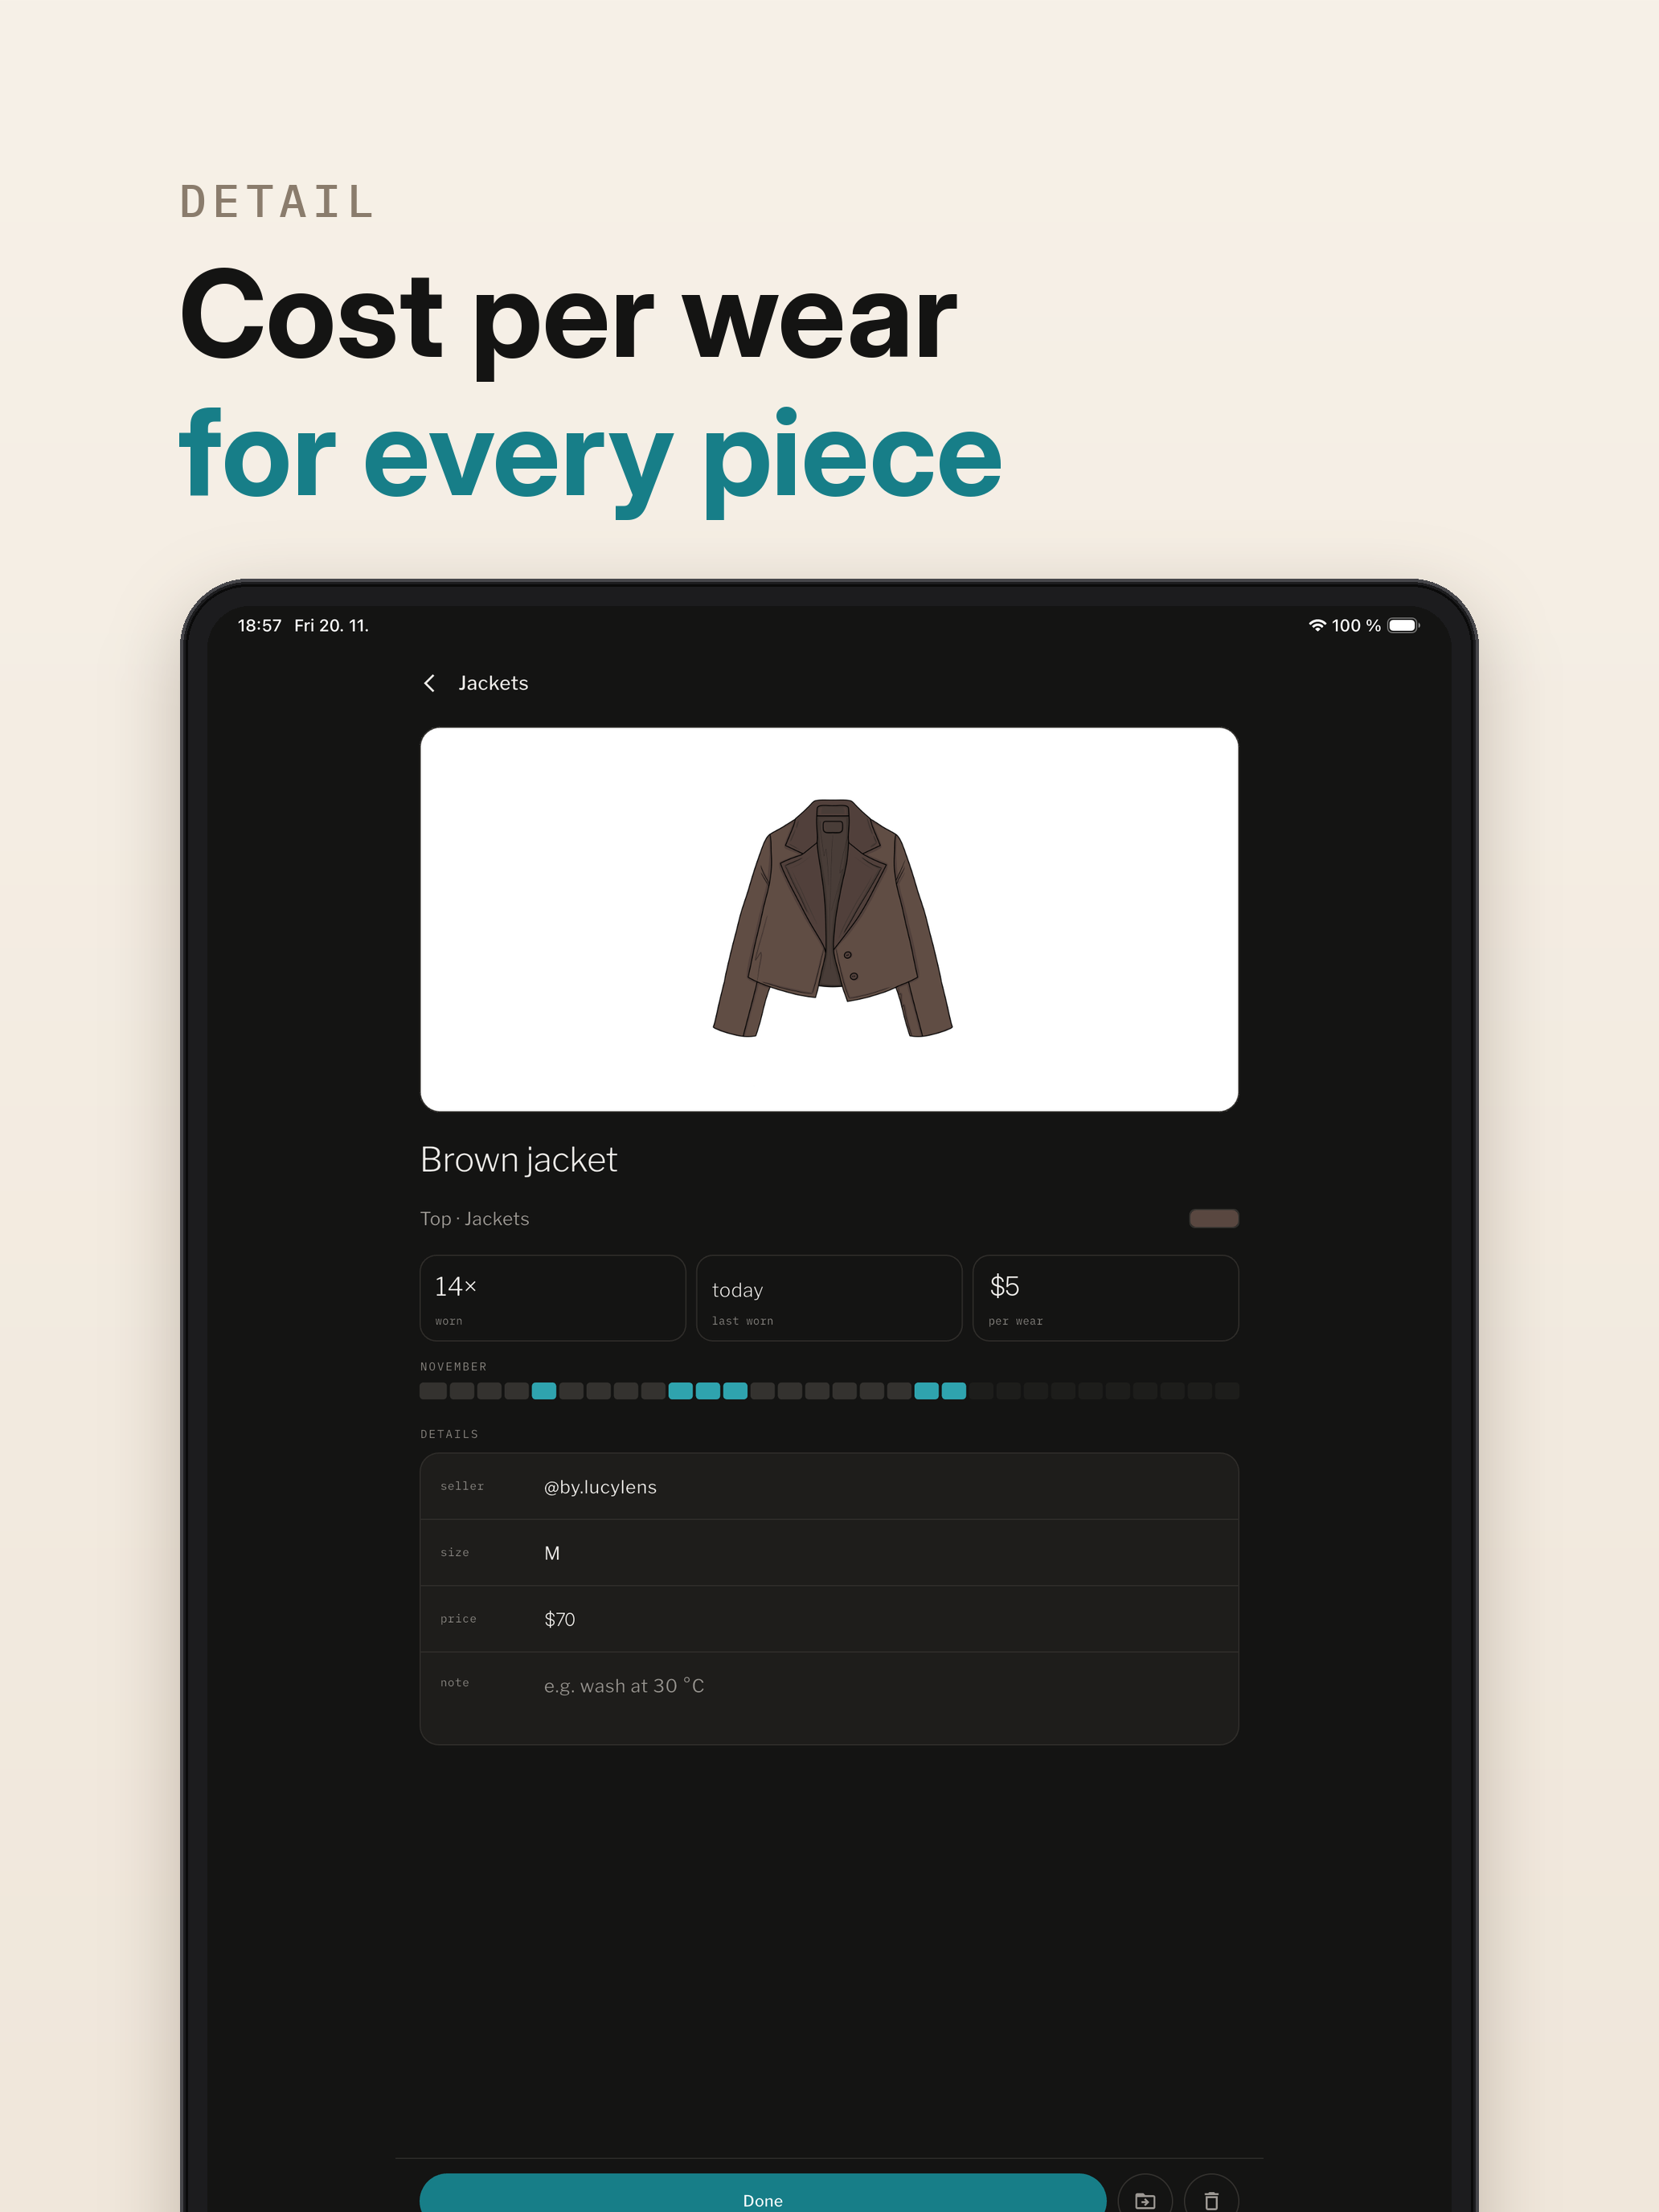 DETAIL
Cost per wear
for every piece
18:57 Fri 20. 11.
100 %
Jackets
Brown jacket
Top · Jackets
14×
worn
today
last worn
$5
per wear
NOVEMBER
DETAILS
seller @by.lucylens
size M
price $70
note e.g. wash at 30 °C
Done